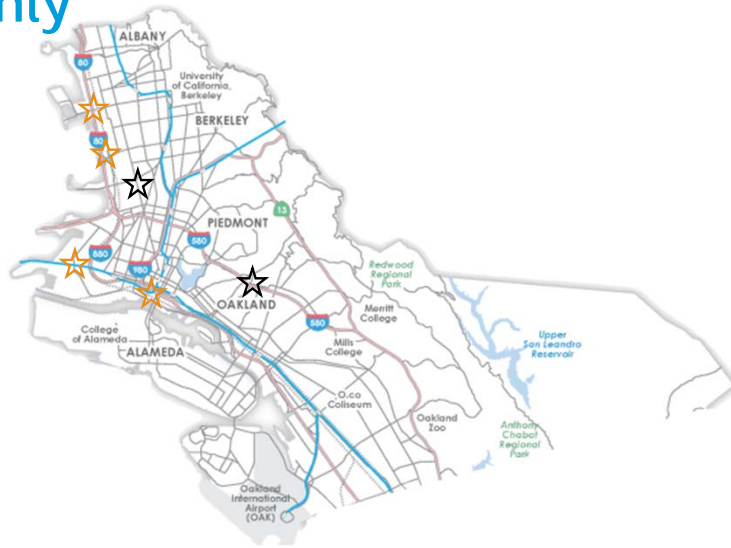 nty
ALBANY
80
University
of California,
Berkeley
BERKELEY
80
13
PIEDMONT
580
880
980
Redwood
Regional
Park
OAKLAND
Merritt
College
580
College
of Alameda
ALAMEDA
Mills
College
Upper
San Leandro
Reservoir
O.co
Coliseum
Oakland
Zoo
Anthony
Chabot
Regional
Park
Oakland
International
Airport
(OAK)